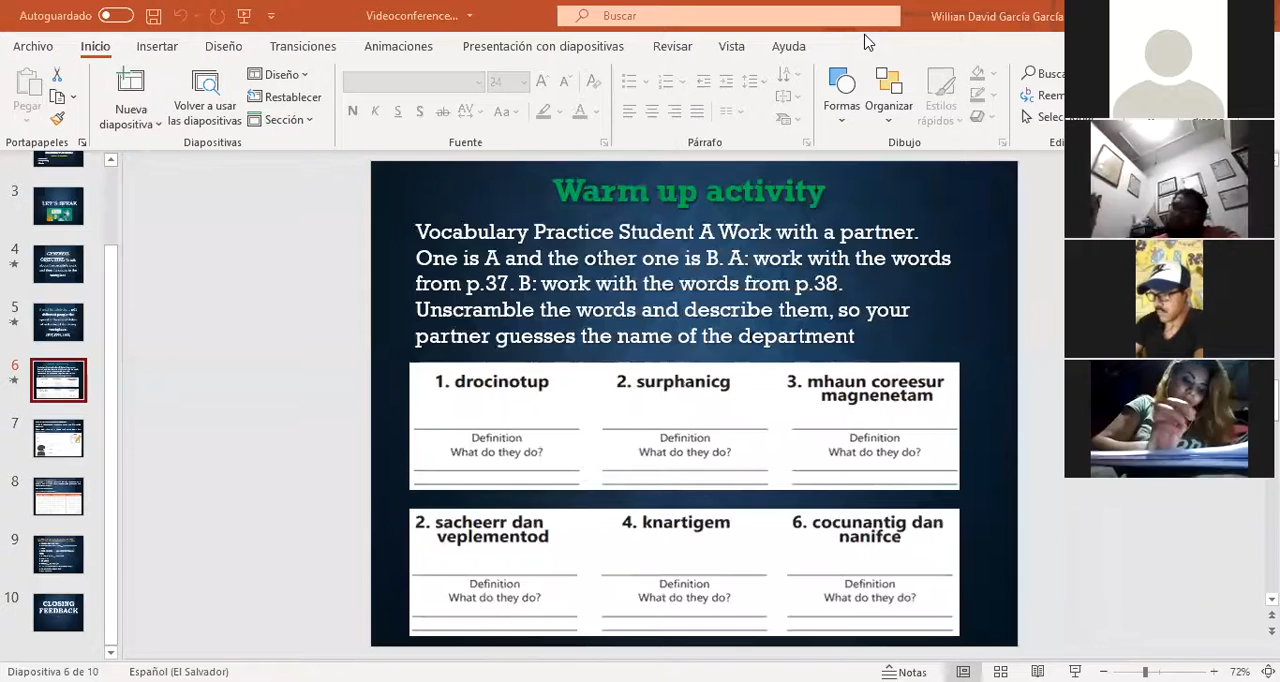 Autoguardado
Videoconference...
Buscar
Willian David García García
Archivo
Inicio
Insertar
Diseño
Transiciones
Animaciones
Presentación con diapositivas
Revisar
Vista
Ayuda
Pegar
Nueva
diapositiva
Volver a usar
las diapositivas
Diseño
Restablecer
Sección
24
N K S S ab AV Aa A
Formas
Organizar
Estilos
rápidos
Portapapeles
Diapositivas
Fuente
Párrafo
Dibujo
3
LET'S SPEAK
4
5
6
7
8
9
10
CLOSING
FEEDBACK
Warm up activity
Vocabulary Practice Student A Work with a partner.
One is A and the other one is B. A: work with the words
from p.37. B: work with the words from p.38.
Unscramble the words and describe them, so your
partner guesses the name of the department
1. drocinotup
2. surphanicg
3. mhaun coreesur
magnenetam
Definition
What do they do?
Definition
What do they do?
Definition
What do they do?
2. sacheerr dan
veplementod
4. knartigem
6. cocunantig dan
nanifce
Definition
What do they do?
Definition
What do they do?
Definition
What do they do?
Diapositiva 6 de 10
Español (El Salvador)
Notas
72%